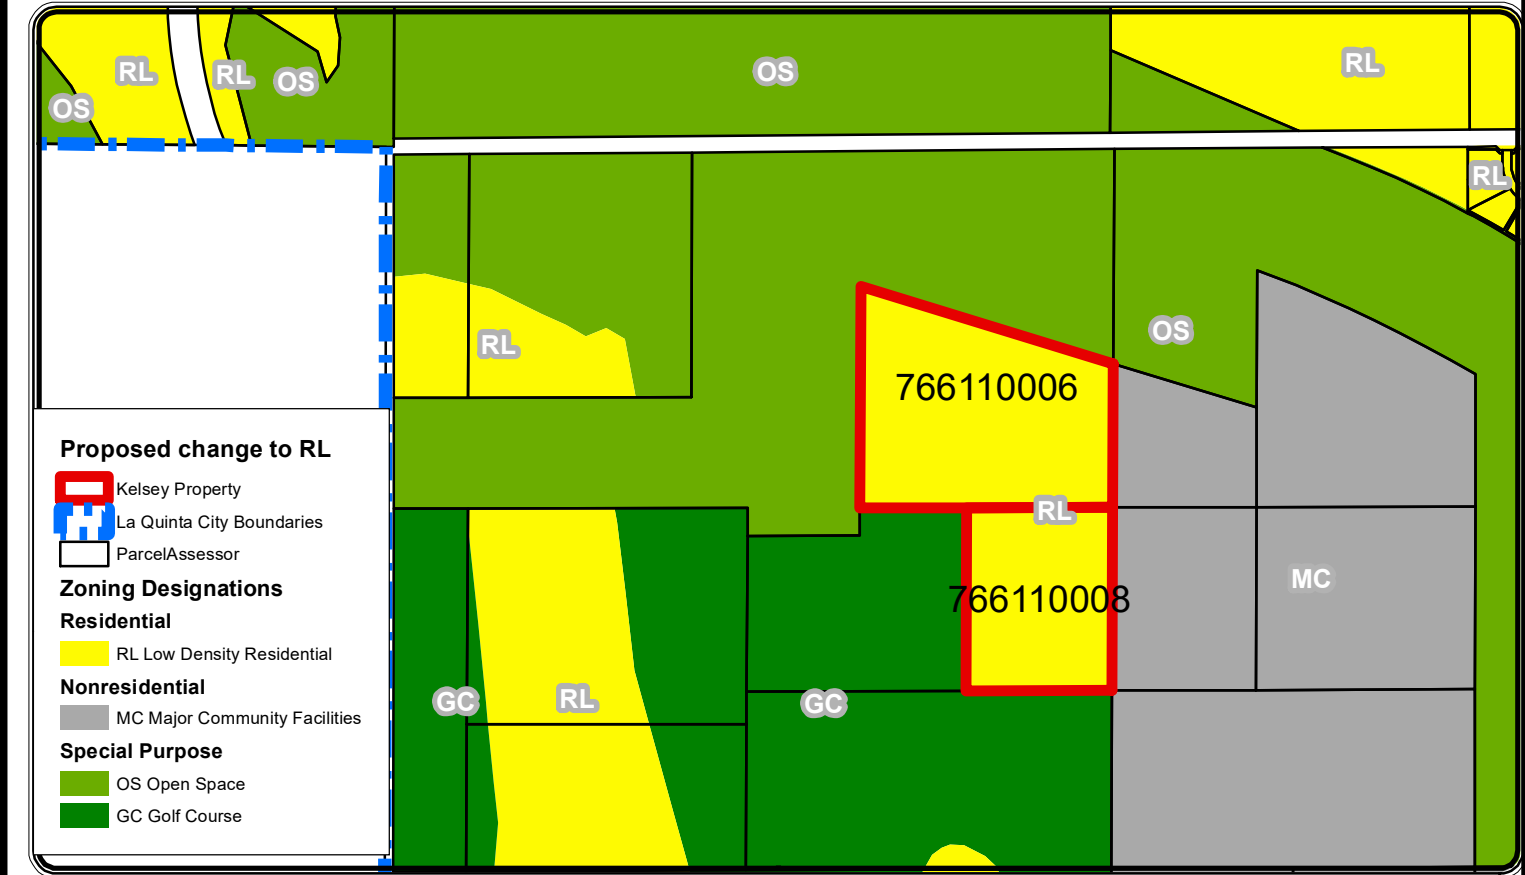 RL
RL
OS
OS
OS
RL
RL
RL
OS
766110006
RL
766110008
MC
GC
RL
GC
Proposed change to RL
Kelsey Property
La Quinta City Boundaries
ParcelAssessor
Zoning Designations
Residential
RL Low Density Residential
Nonresidential
MC Major Community Facilities
Special Purpose
OS Open Space
GC Golf Course